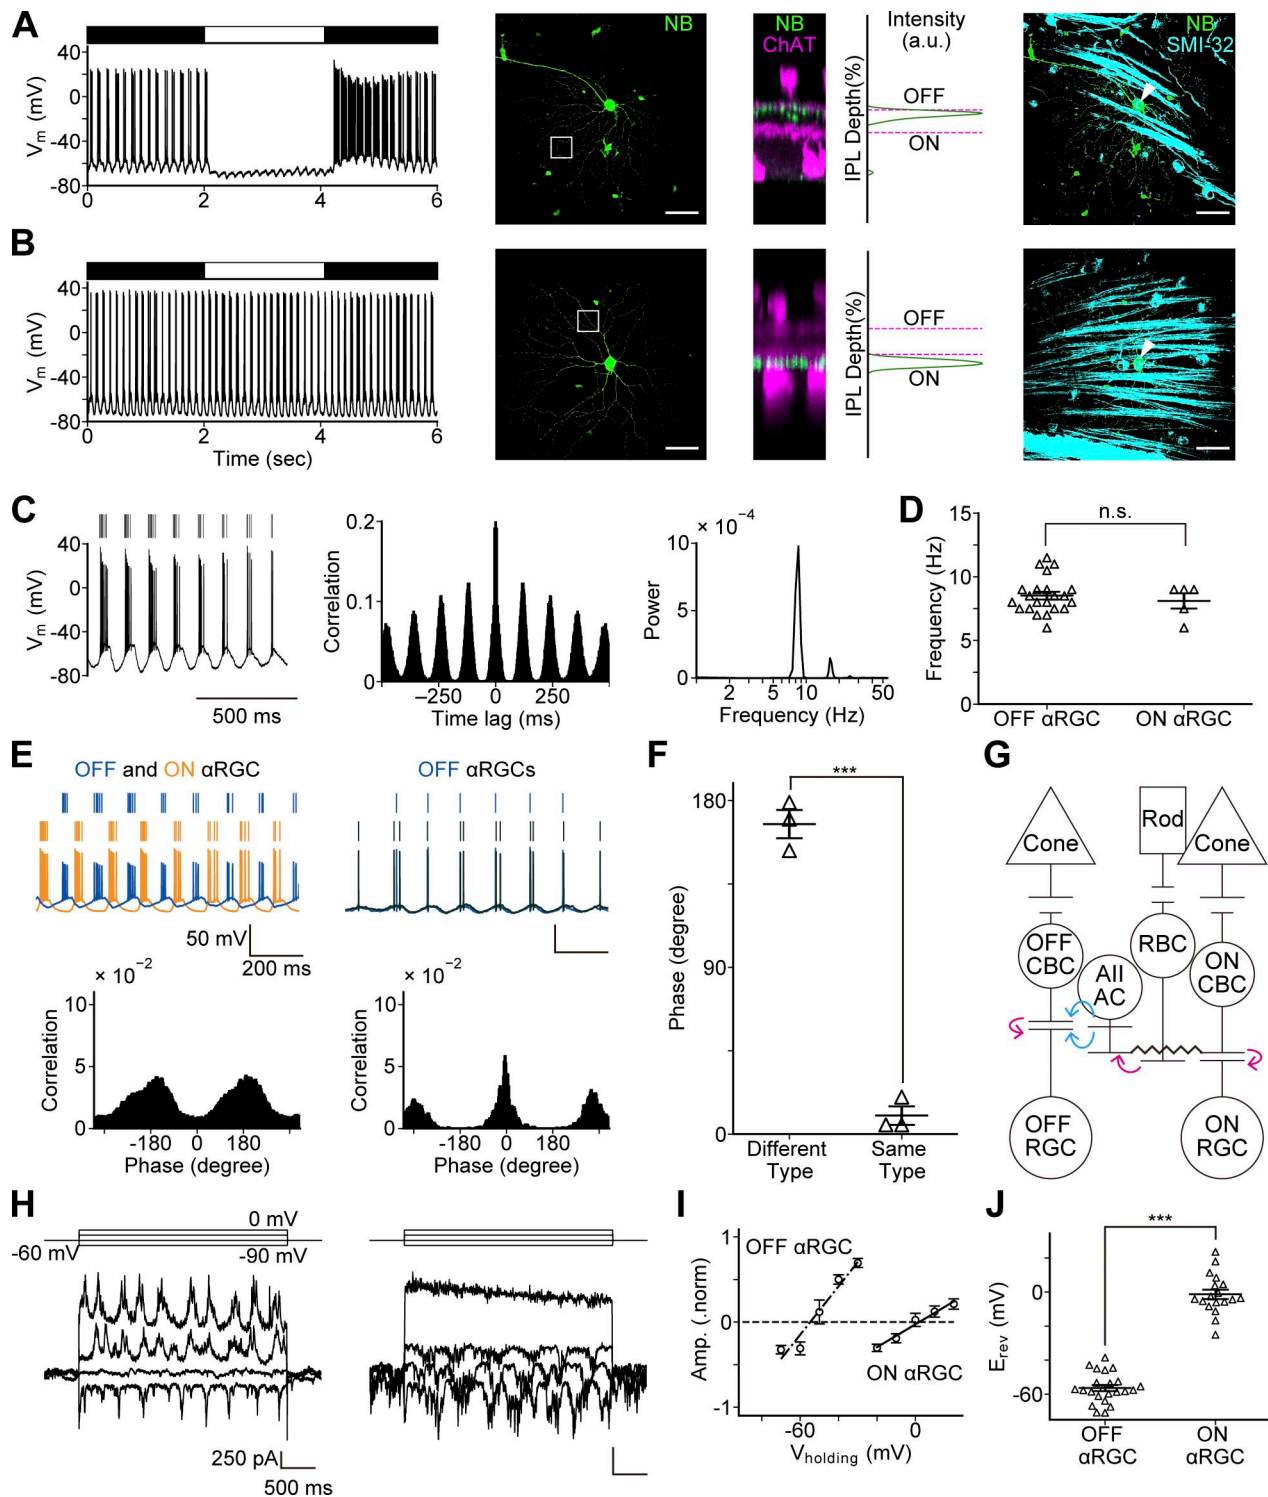 A
40
0
-40
-80
Vm (mV)
0 2 4 6
NB
NB
ChAT
Intensity
(a.u.)
OFF
ON
IPL Depth(%)
NB
SMI-32
B
40
0
-40
-80
Vm (mV)
0 2 4 6
Time (sec)
OFF
ON
IPL Depth(%)
C
40
0
-40
-80
Vm (mV)
500 ms
0.2
0.1
0
Correlation
−250 0 250
Time lag (ms)
× 10−4
10
5
0
Power
2 5 10 50
Frequency (Hz)
D
n.s.
15
10
5
0
Frequency (Hz)
OFF αRGC ON αRGC
E
OFF and ON αRGC
OFF αRGCs
50 mV
200 ms
× 10−2
10
5
0
Correlation
-180 0 180
Phase (degree)
× 10−2
10
5
0
Correlation
-180 0 180
Phase (degree)
F
***
180
90
0
Phase (degree)
Different
Type
Same
Type
G
Cone
Rod
Cone
OFF
CBC
AII
AC
RBC
ON
CBC
OFF
RGC
ON
RGC
H
0 mV
-60 mV
-90 mV
250 pA
500 ms
I
OFF αRGC
ON αRGC
1
0
-1
Amp. (.norm)
-60 0
Vholding (mV)
J
***
0
-60
Erev (mV)
OFF
αRGC
ON
αRGC